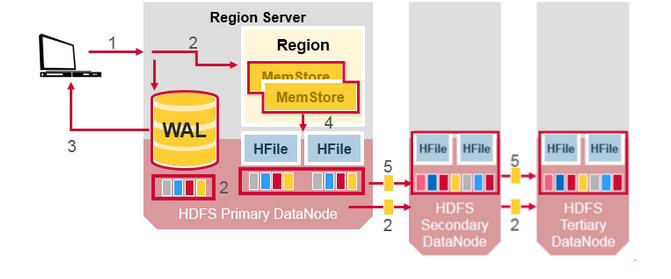 Region Server
1
2
Region
MemStore
MemStore
WAL
3
4
HFile
HFile
HFile
HFile
HFile
HFile
5
5
2
HDFS Primary DataNode
2
2
HDFS
Secondary
DataNode
HDFS
Tertiary
DataNode